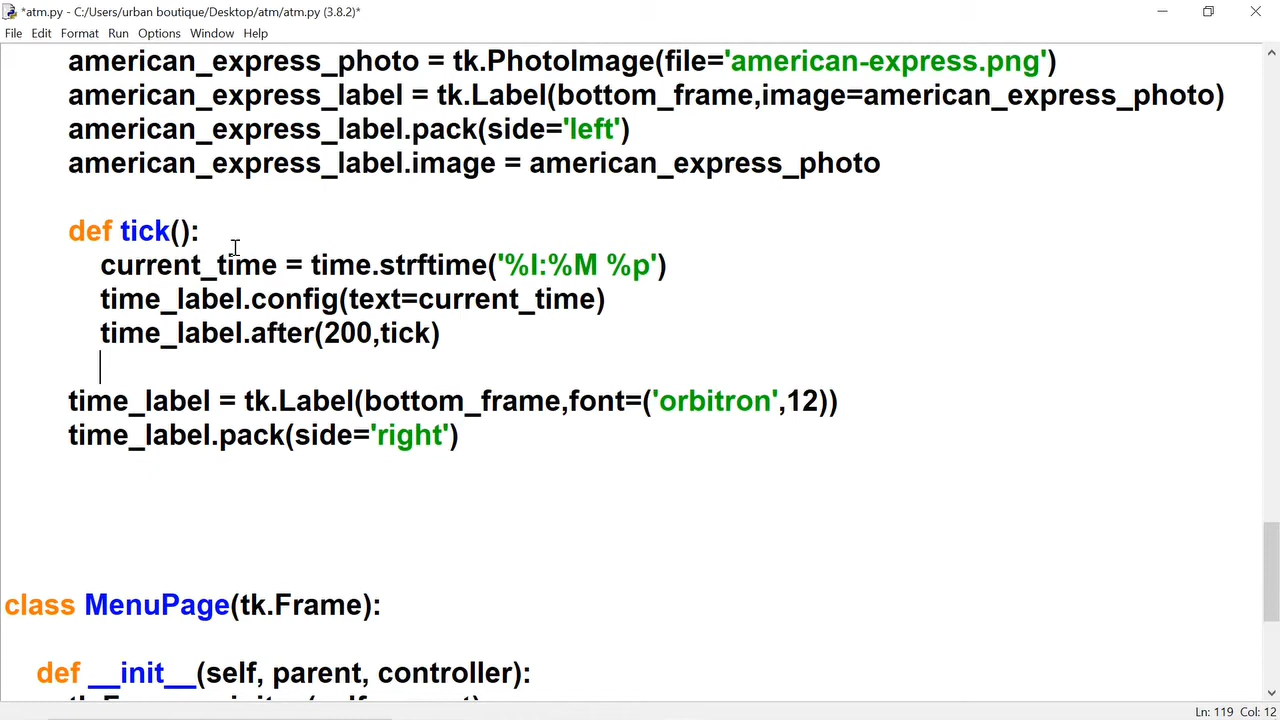 *atm.py - C:/Users/urban boutique/Desktop/atm/atm.py (3.8.2)*
File Edit Format Run Options Window Help
american_express_photo = tk.PhotoImage(file='american-express.png')
american_express_label = tk.Label(bottom_frame,image=american_express_photo)
american_express_label.pack(side='left')
american_express_label.image = american_express_photo
def tick():
current_time = time.strftime('%I:%M %p')
time_label.config(text=current_time)
time_label.after(200,tick)
time_label = tk.Label(bottom_frame,font=('orbitron',12))
time_label.pack(side='right')
class MenuPage(tk.Frame):
def __init__(self, parent, controller):
Ln: 119 Col: 12